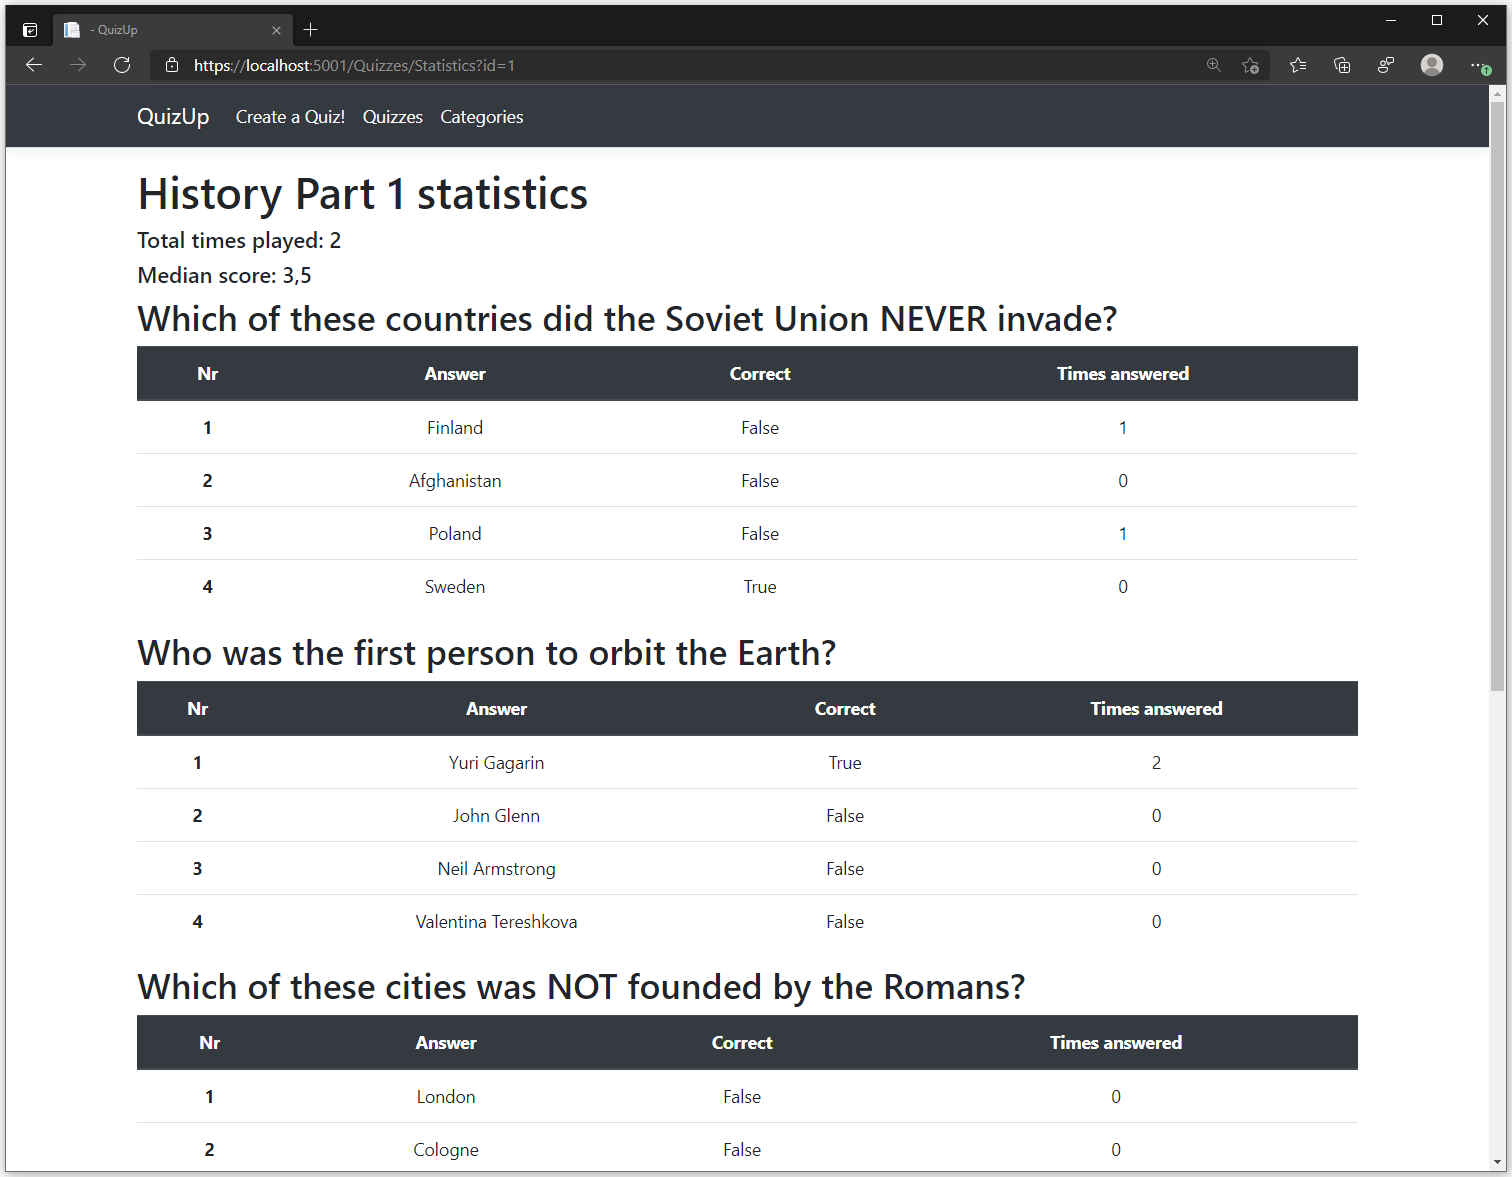 - QuizUp
https://localhost:5001/Quizzes/Statistics?id=1
QuizUp Create a Quiz! Quizzes Categories
History Part 1 statistics
Total times played: 2
Median score: 3,5
Which of these countries did the Soviet Union NEVER invade?
Nr Answer Correct Times answered
1 Finland False 1
2 Afghanistan False 0
3 Poland False 1
4 Sweden True 0
Who was the first person to orbit the Earth?
Nr Answer Correct Times answered
1 Yuri Gagarin True 2
2 John Glenn False 0
3 Neil Armstrong False 0
4 Valentina Tereshkova False 0
Which of these cities was NOT founded by the Romans?
Nr Answer Correct Times answered
1 London False 0
2 Cologne False 0